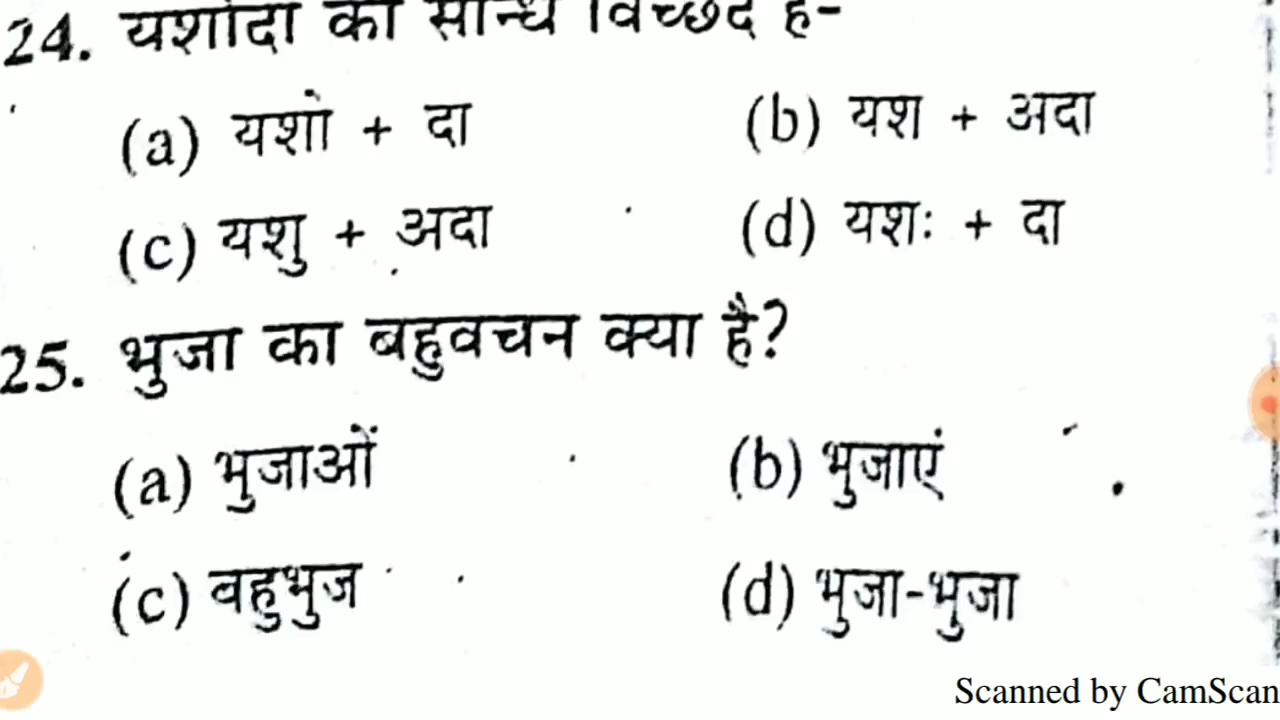 24. यशोदा का सन्धि विच्छेद है-
(a) यशो + दा (b) यश + अदा
(c) यशु + अदा (d) यशः + दा
25. भुजा का बहुवचन क्या है?
(a) भुजाओं (b) भुजाएं
(c) बहुभुज (d) भुजा-भुजा
Scanned by CamScan